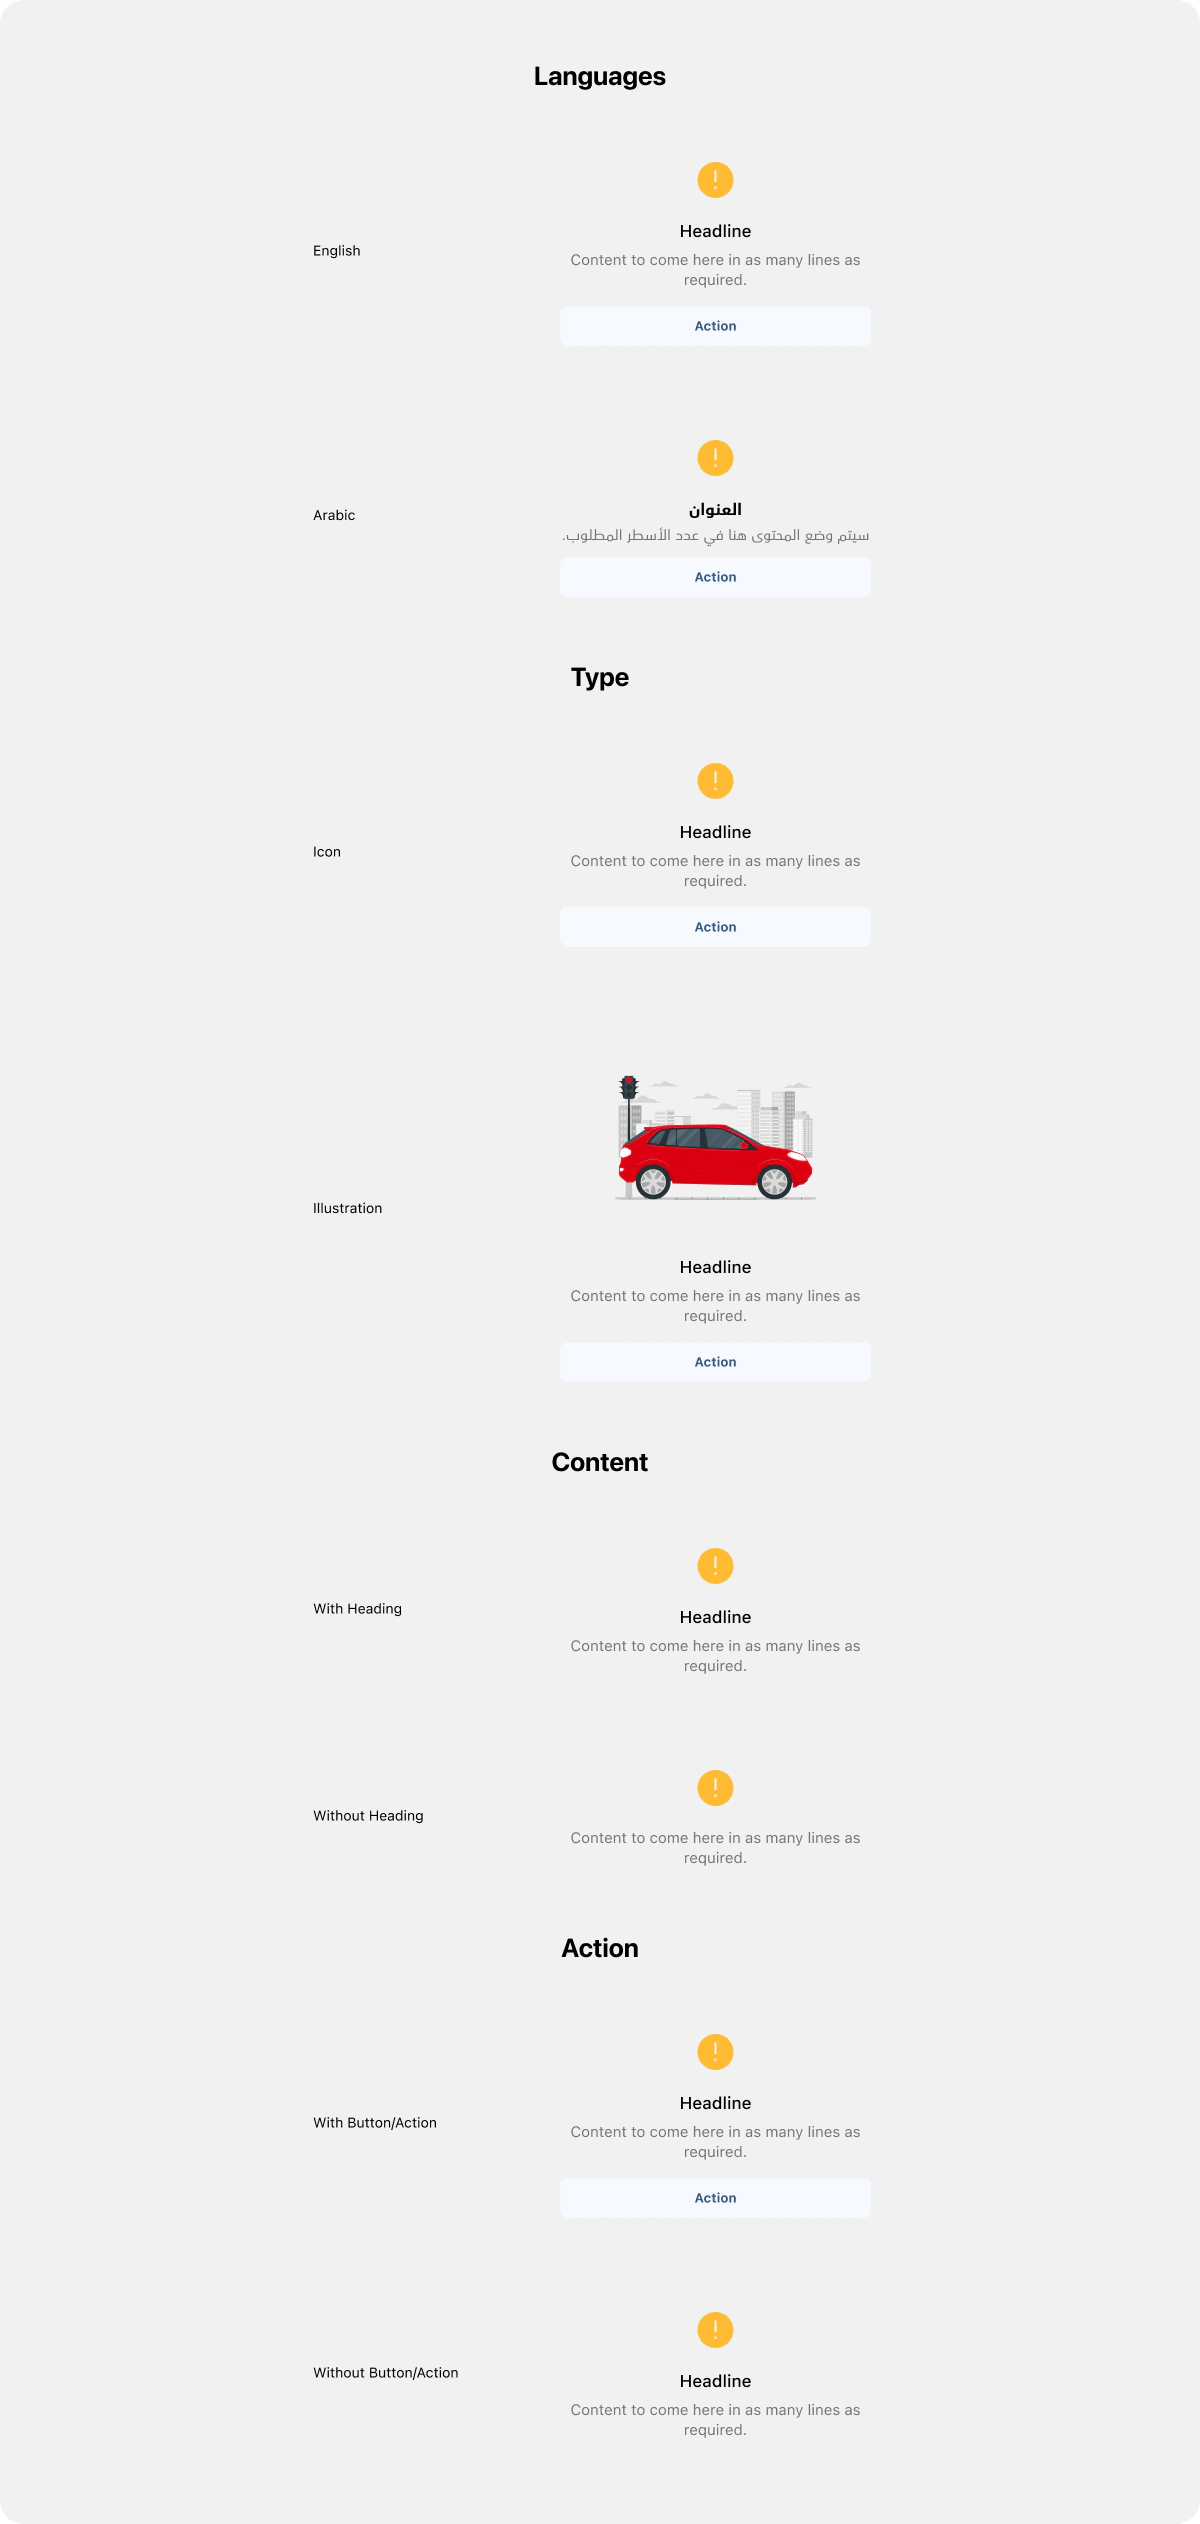 Languages
English
Headline
Content to come here in as many lines as
required.
Action
Arabic
العنوان
سيتم وضع المحتوى هنا في عدد الأسطر المطلوب.
Action
Type
Icon
Headline
Content to come here in as many lines as
required.
Action
Illustration
Headline
Content to come here in as many lines as
required.
Action
Content
With Heading
Headline
Content to come here in as many lines as
required.
Without Heading
Content to come here in as many lines as
required.
Action
With Button/Action
Headline
Content to come here in as many lines as
required.
Action
Without Button/Action
Headline
Content to come here in as many lines as
required.